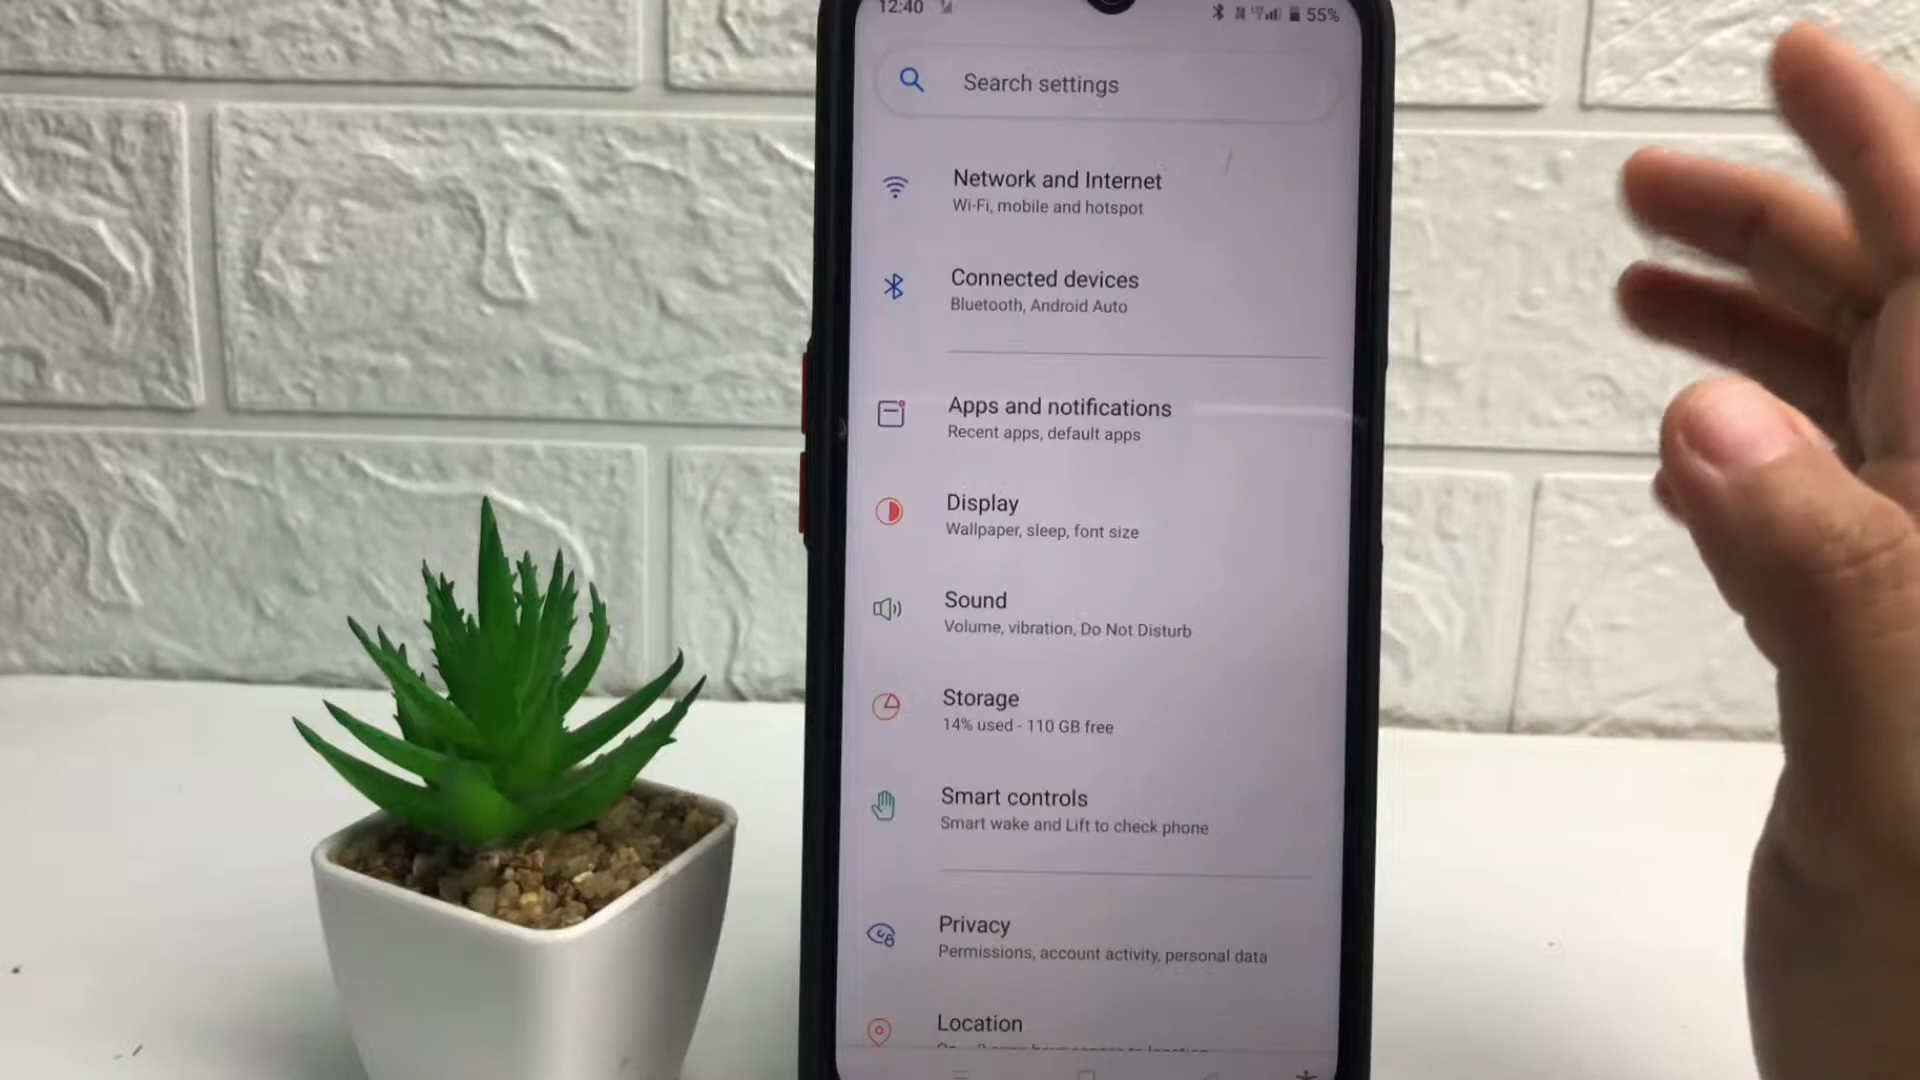 12:40 55%
Search settings
Network and Internet
Wi-Fi, mobile and hotspot
Connected devices
Bluetooth, Android Auto
Apps and notifications
Recent apps, default apps
Display
Wallpaper, sleep, font size
Sound
Volume, vibration, Do Not Disturb
Storage
14% used - 110 GB free
Smart controls
Smart wake and Lift to check phone
Privacy
Permissions, account activity, personal data
Location